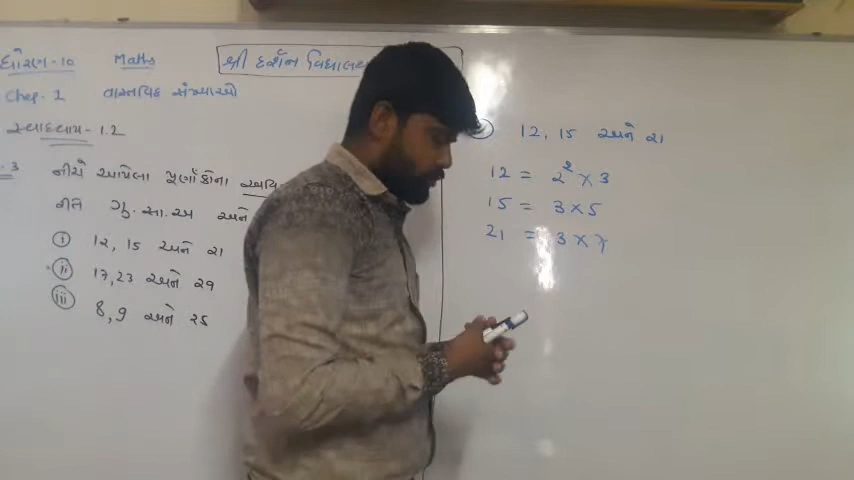 ધોરણ-10 Maths શ્રી દર્શન વિદ્યાલય
Chep. 1 વાસ્તવિક સંખ્યાઓ
સ્વાધ્યાય-1.2
.3 નીચે આપેલા પૂર્ણાંકોના અવિ
રીતે ગુ.સા.અ અને
(i) 12, 15 અને 21
(ii) 17, 23 અને 29
(iii) 8, 9 અને 25
12, 15 અને 21
12 = 2² × 3
15 = 3 × 5
21 = 3 × 7